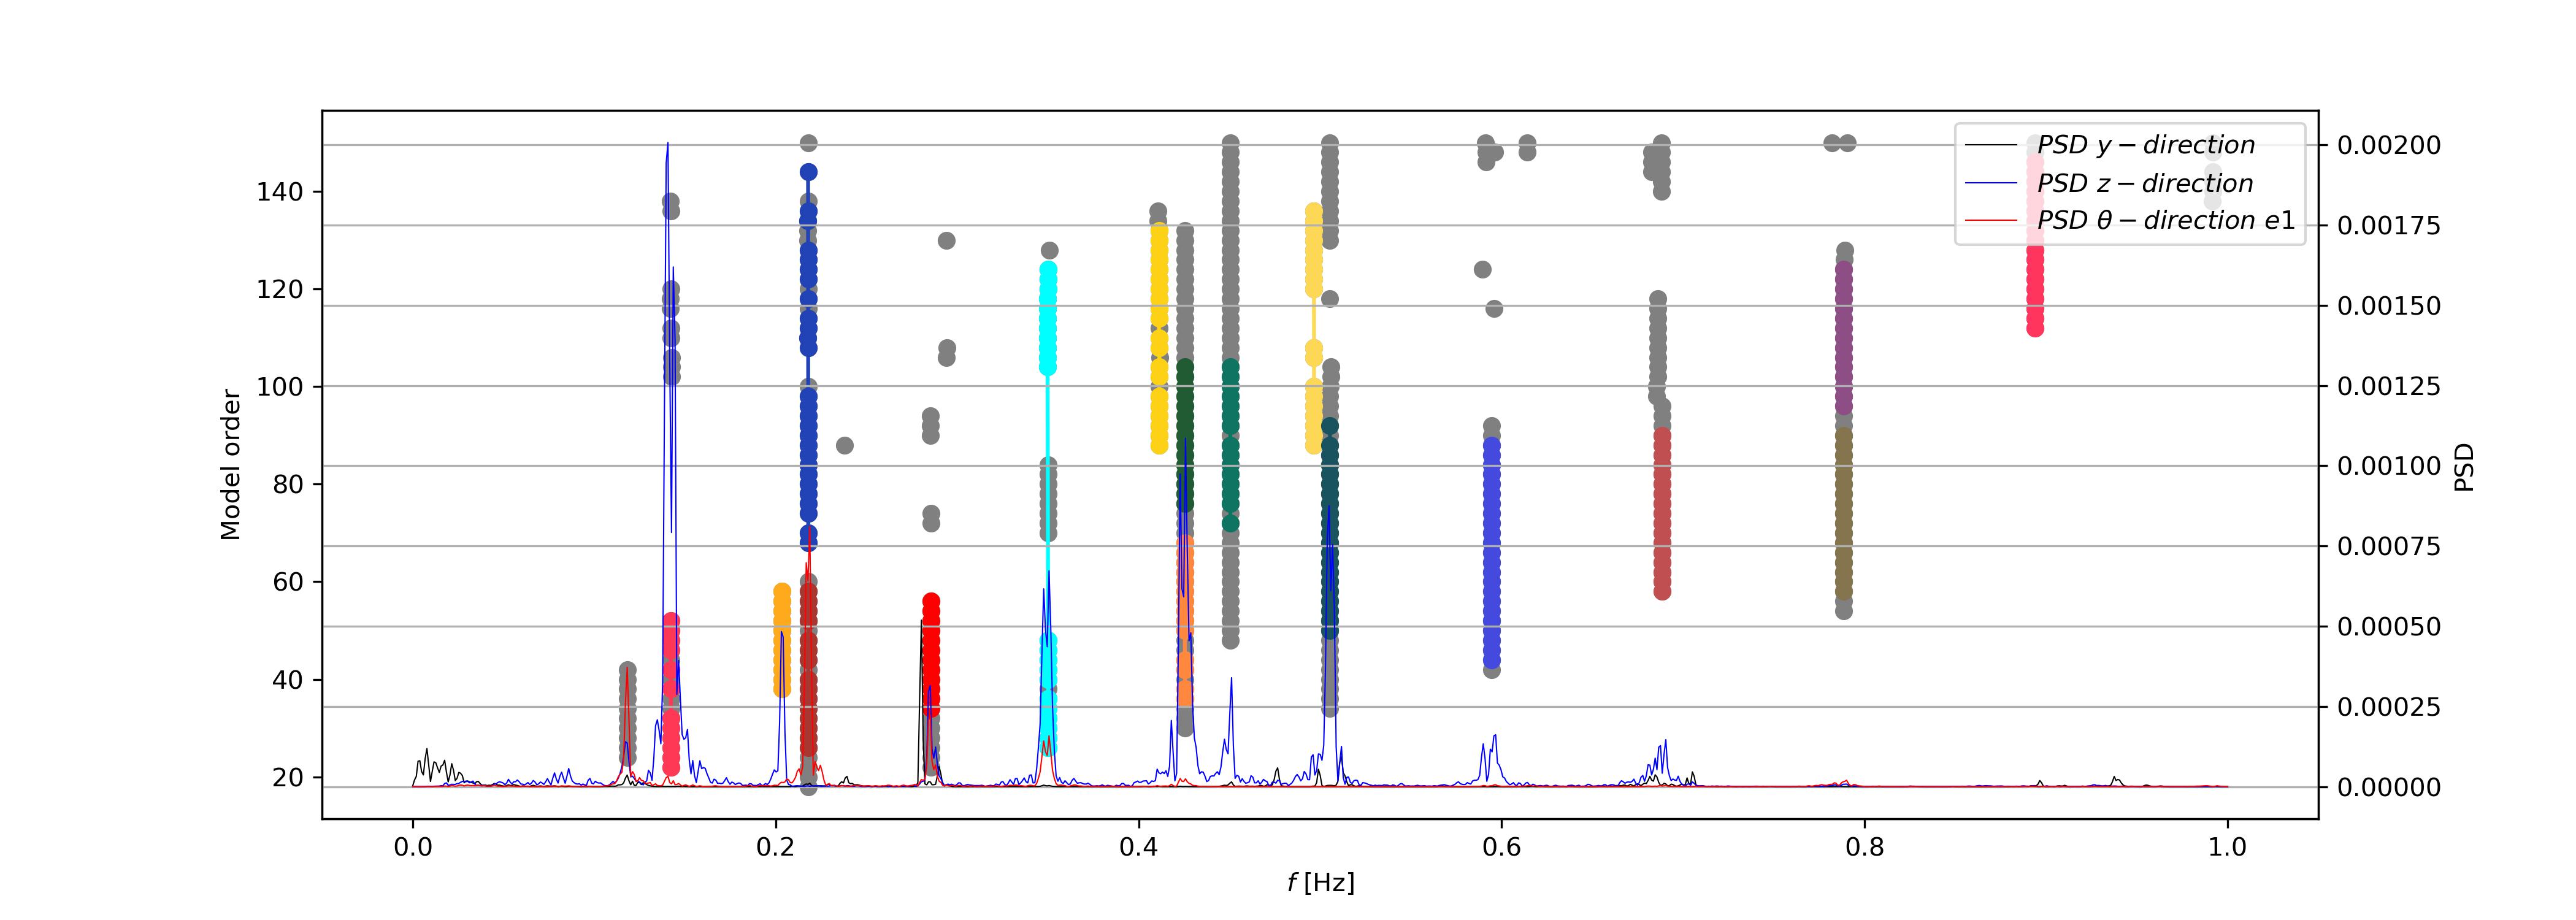 PSD y − direction
PSD z − direction
PSD θ − direction e1
Model order
140
120
100
80
60
40
20
0.00200
0.00175
0.00150
0.00125
0.00100
0.00075
0.00050
0.00025
0.00000
PSD
0.0 0.2 0.4 0.6 0.8 1.0
f [Hz]